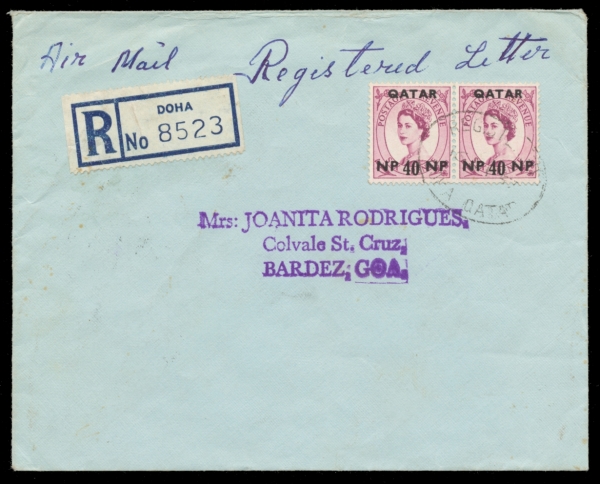 Air Mail Registered Letter
R DOHA
No 8523
QATAR QATAR
POSTAGE REVENUE POSTAGE REVENUE
NP 40 NP NP 40 NP
QATAR
Mrs: JOANITA RODRIGUES,
Colvale St. Cruz,
BARDEZ, GOA.